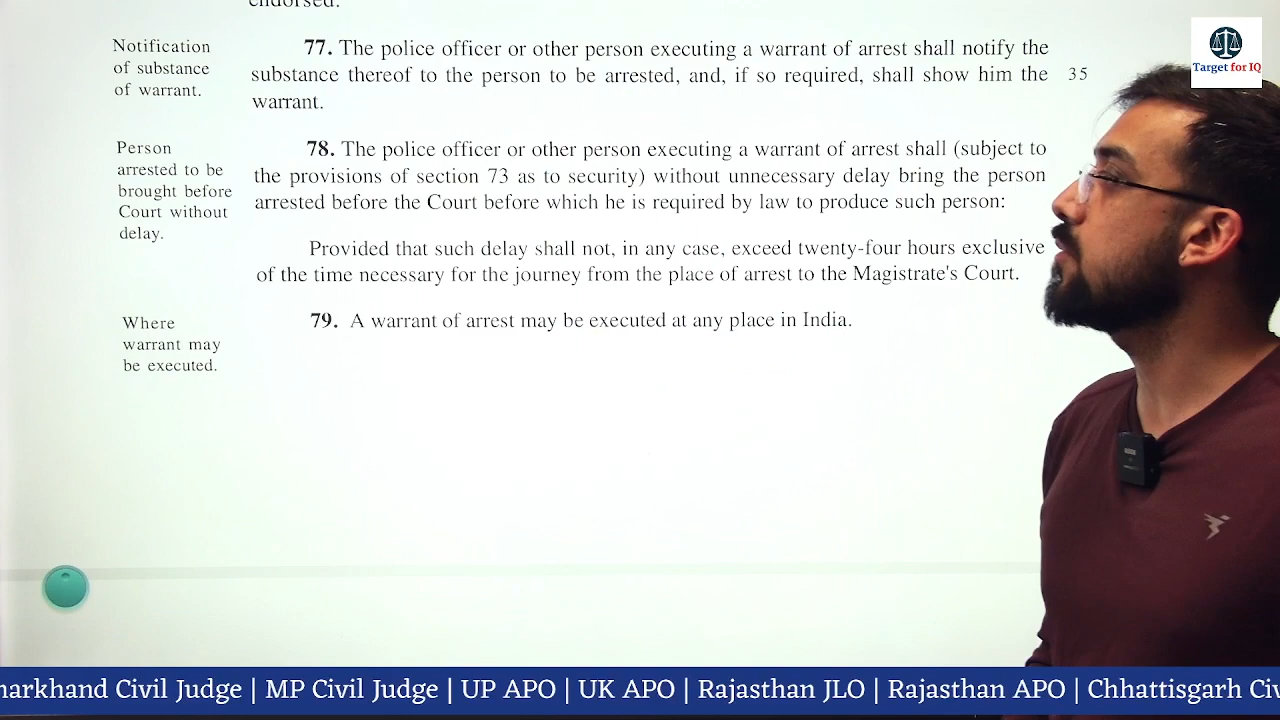 endorsed.
Notification
of substance
of warrant.
77. The police officer or other person executing a warrant of arrest shall notify the
substance thereof to the person to be arrested, and, if so required, shall show him the
warrant.
35
Target for IQ
Person
arrested to be
brought before
Court without
delay.
78. The police officer or other person executing a warrant of arrest shall (subject to
the provisions of section 73 as to security) without unnecessary delay bring the person
arrested before the Court before which he is required by law to produce such person:
Provided that such delay shall not, in any case, exceed twenty-four hours exclusive
of the time necessary for the journey from the place of arrest to the Magistrate's Court.
Where
warrant may
be executed.
79. A warrant of arrest may be executed at any place in India.
harkhand Civil Judge | MP Civil Judge | UP APO | UK APO | Rajasthan JLO | Rajasthan APO | Chhattisgarh Civ